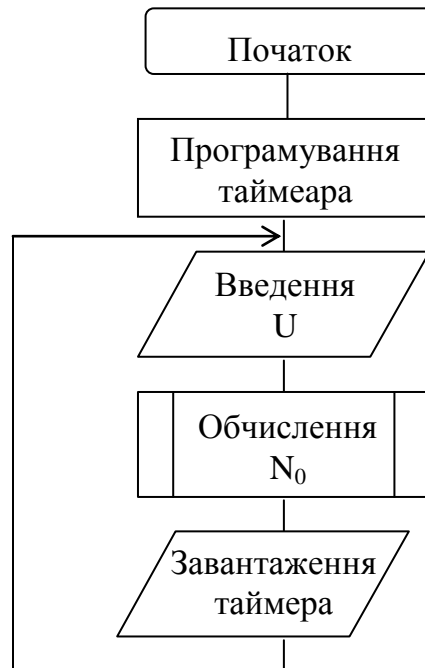 Початок
Програмування
таймеара
Введення
U
Обчислення
N₀
Завантаження
таймера